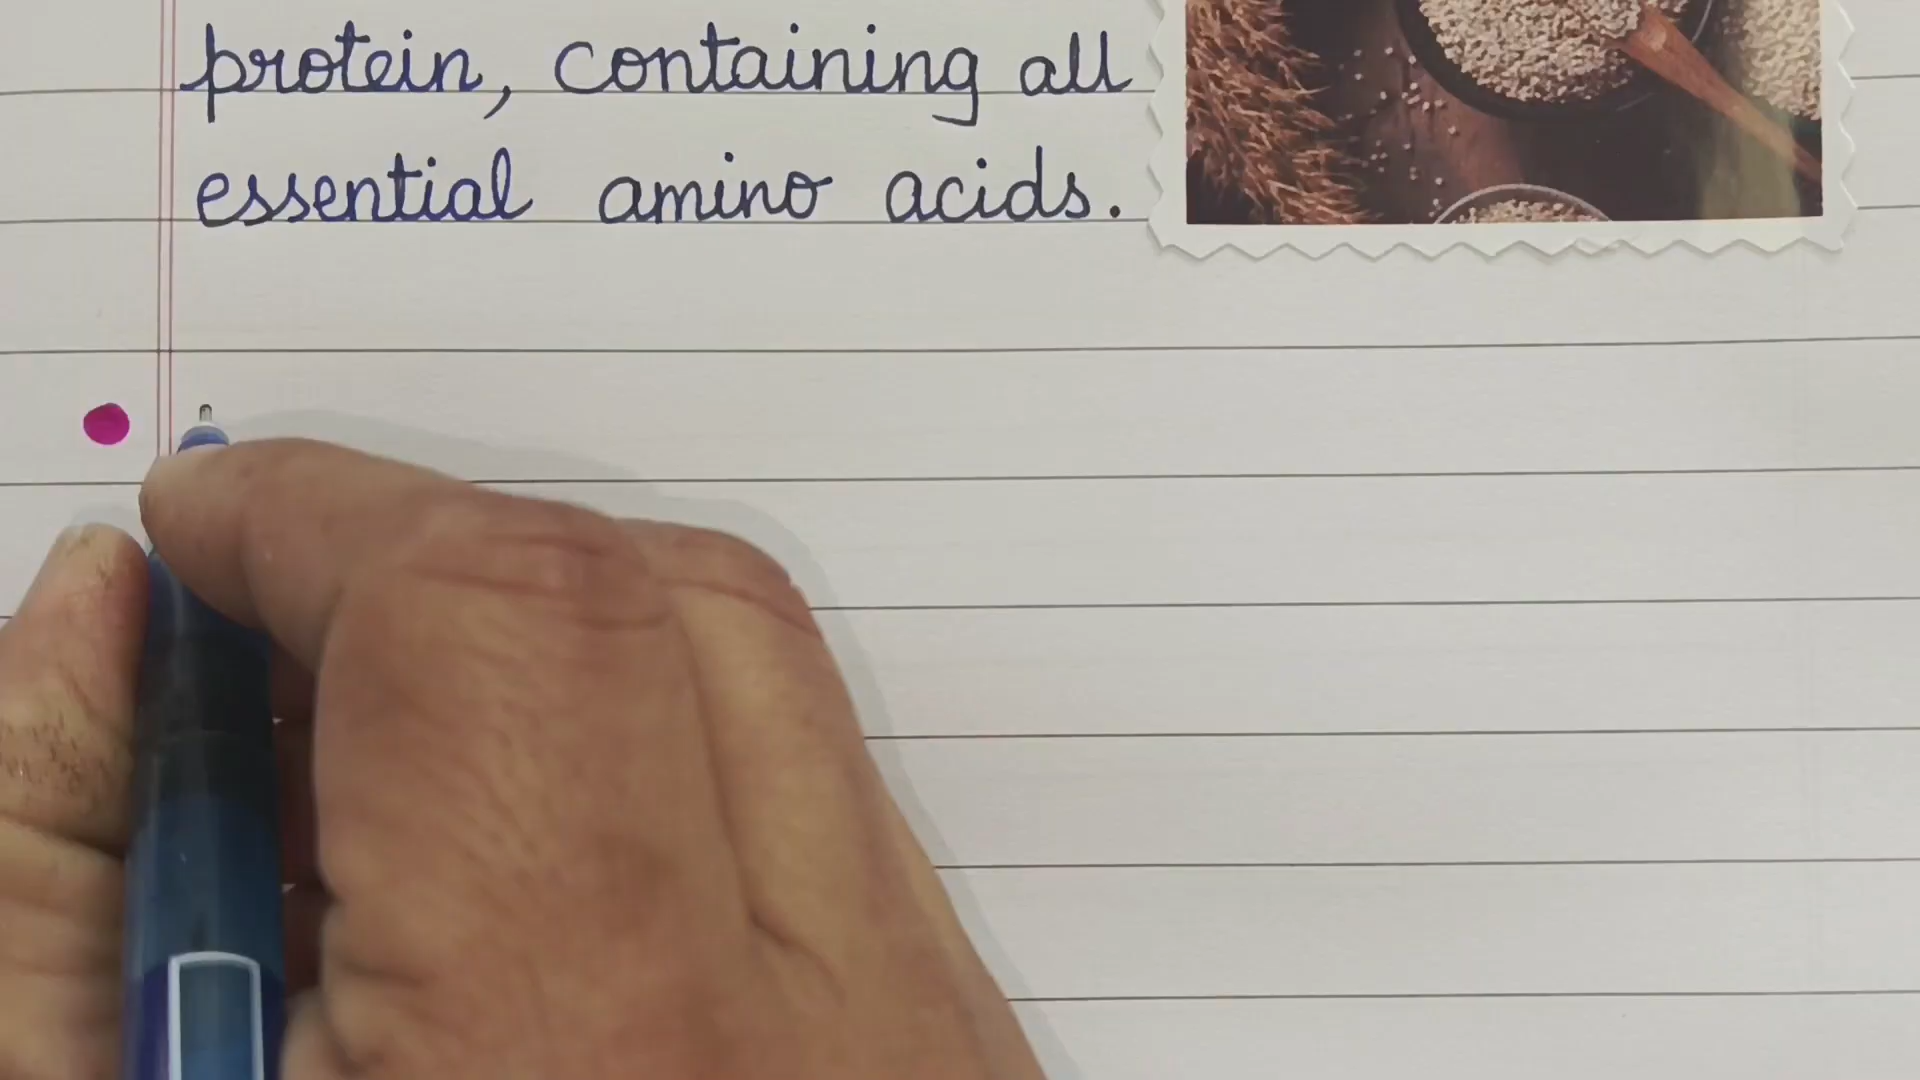 protein, containing all
essential amino acids.